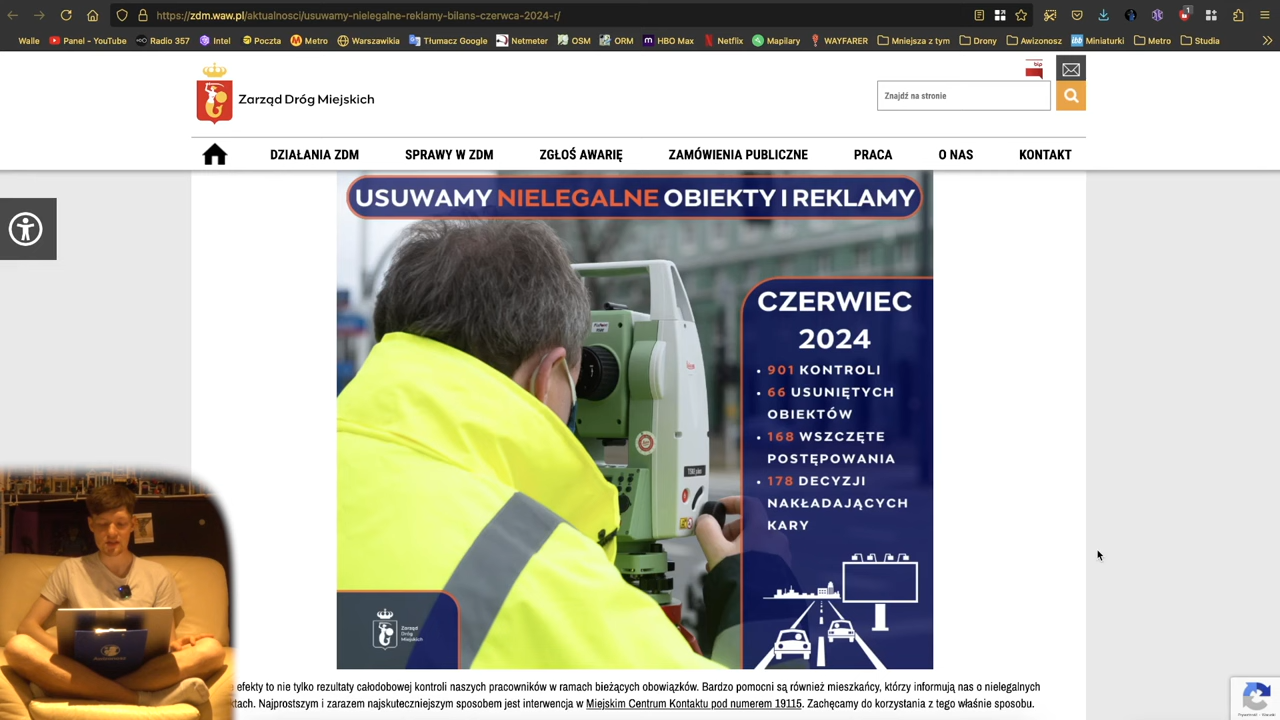 https://zdm.waw.pl/aktualnosci/usuwamy-nielegalne-reklamy-bilans-czerwca-2024-r/
Walle Panel - YouTube Radio 357 Intel Poczta Metro Warszawikia Tłumacz Google Netmeter OSM ORM HBO Max Netflix Mapilary WAYFARER Mniejsza z tym Drony Awizonosz Miniaturki Metro Studia
Zarząd Dróg Miejskich
bip
Znajdź na stronie
DZIAŁANIA ZDM SPRAWY W ZDM ZGŁOŚ AWARIĘ ZAMÓWIENIA PUBLICZNE PRACA O NAS KONTAKT
USUWAMY NIELEGALNE OBIEKTY I REKLAMY
CZERWIEC
2024
• 901 KONTROLI
• 66 USUNIĘTYCH
OBIEKTÓW
• 168 WSZCZĘTE
POSTĘPOWANIA
• 178 DECYZJI
NAKŁADAJĄCYCH
KARY
Zarząd
Dróg
Miejskich
efekty to nie tylko rezultaty całodobowej kontroli naszych pracowników w ramach bieżących obowiązków. Bardzo pomocni są również mieszkańcy, którzy informują nas o nielegalnych
ktach. Najprostszym i zarazem najskuteczniejszym sposobem jest interwencja w Miejskim Centrum Kontaktu pod numerem 19115. Zachęcamy do korzystania z tego właśnie sposobu.